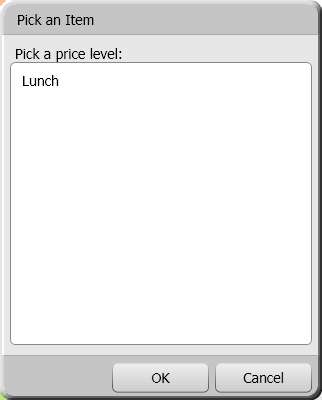 Pick an Item
Pick a price level:
Lunch
OK
Cancel